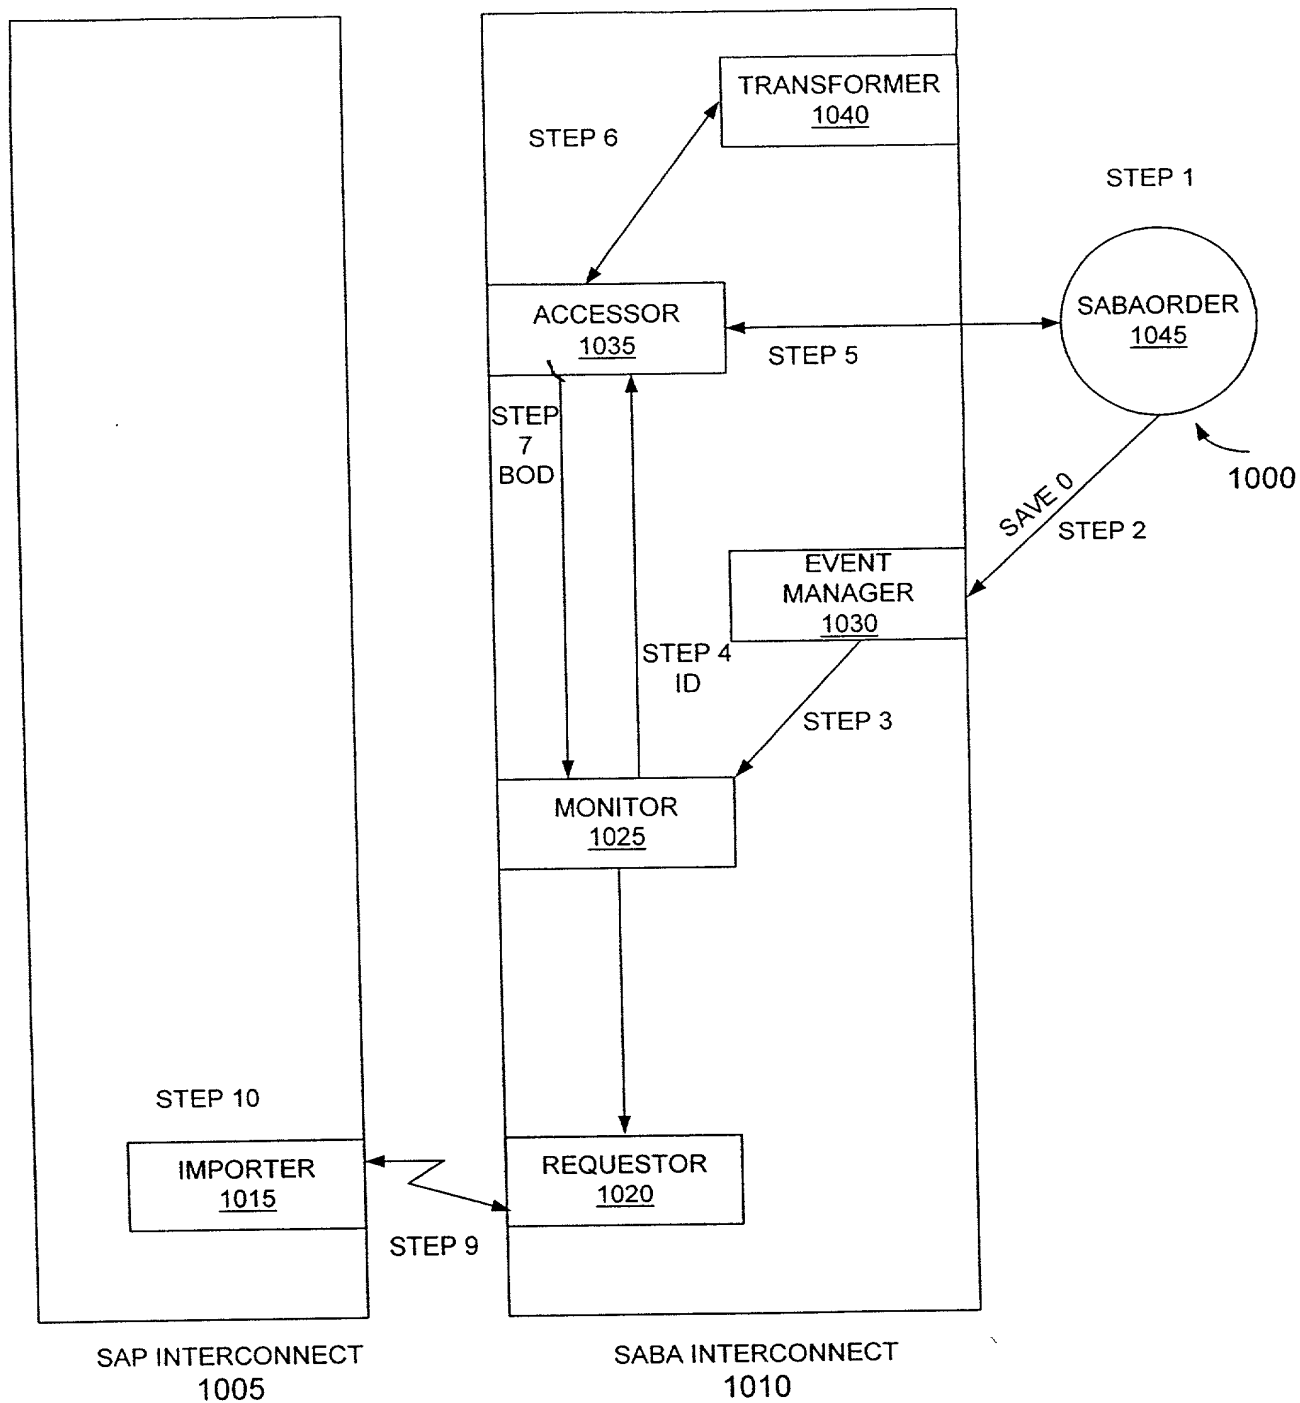 TRANSFORMER
1040
STEP 6
STEP 1
ACCESSOR
1035
SABAORDER
1045
STEP 5
STEP
7
BOD
1000
SAVE 0
STEP 2
EVENT
MANAGER
1030
STEP 4
ID
STEP 3
MONITOR
1025
STEP 10
IMPORTER
1015
REQUESTOR
1020
STEP 9
SAP INTERCONNECT
1005
SABA INTERCONNECT
1010